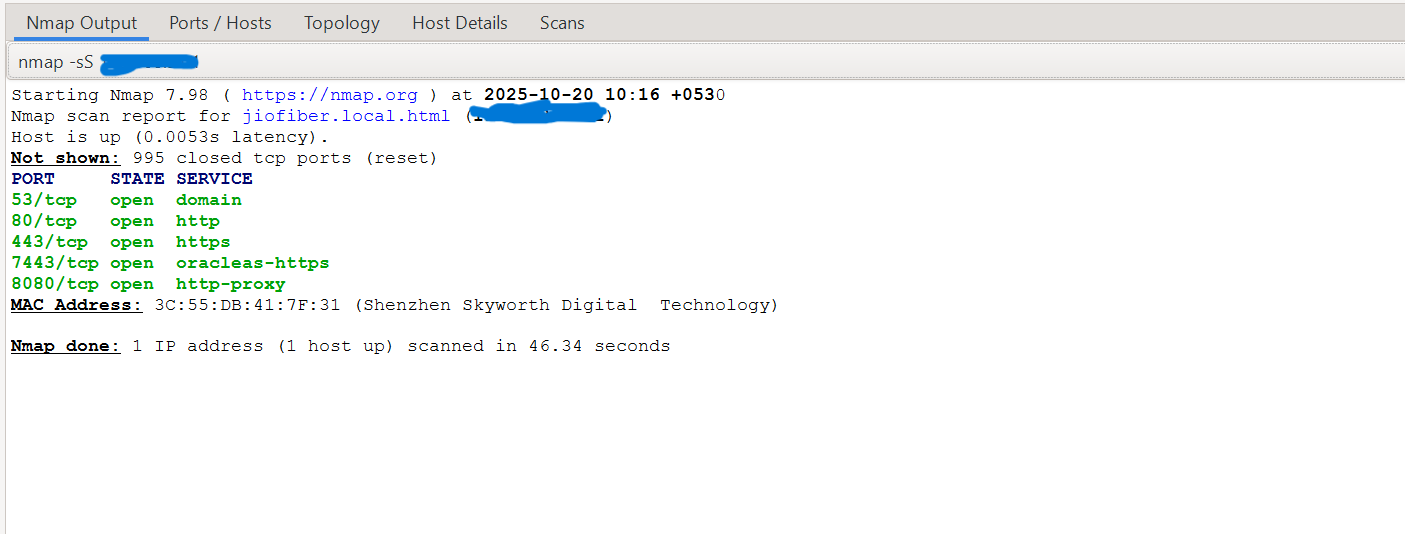 Nmap Output Ports / Hosts Topology Host Details Scans
nmap -sS
Starting Nmap 7.98 ( https://nmap.org ) at 2025-10-20 10:16 +0530
Nmap scan report for jiofiber.local.html ( )
Host is up (0.0053s latency).
Not shown: 995 closed tcp ports (reset)
PORT STATE SERVICE
53/tcp open domain
80/tcp open http
443/tcp open https
7443/tcp open oracleas-https
8080/tcp open http-proxy
MAC Address: 3C:55:DB:41:7F:31 (Shenzhen Skyworth Digital Technology)
Nmap done: 1 IP address (1 host up) scanned in 46.34 seconds